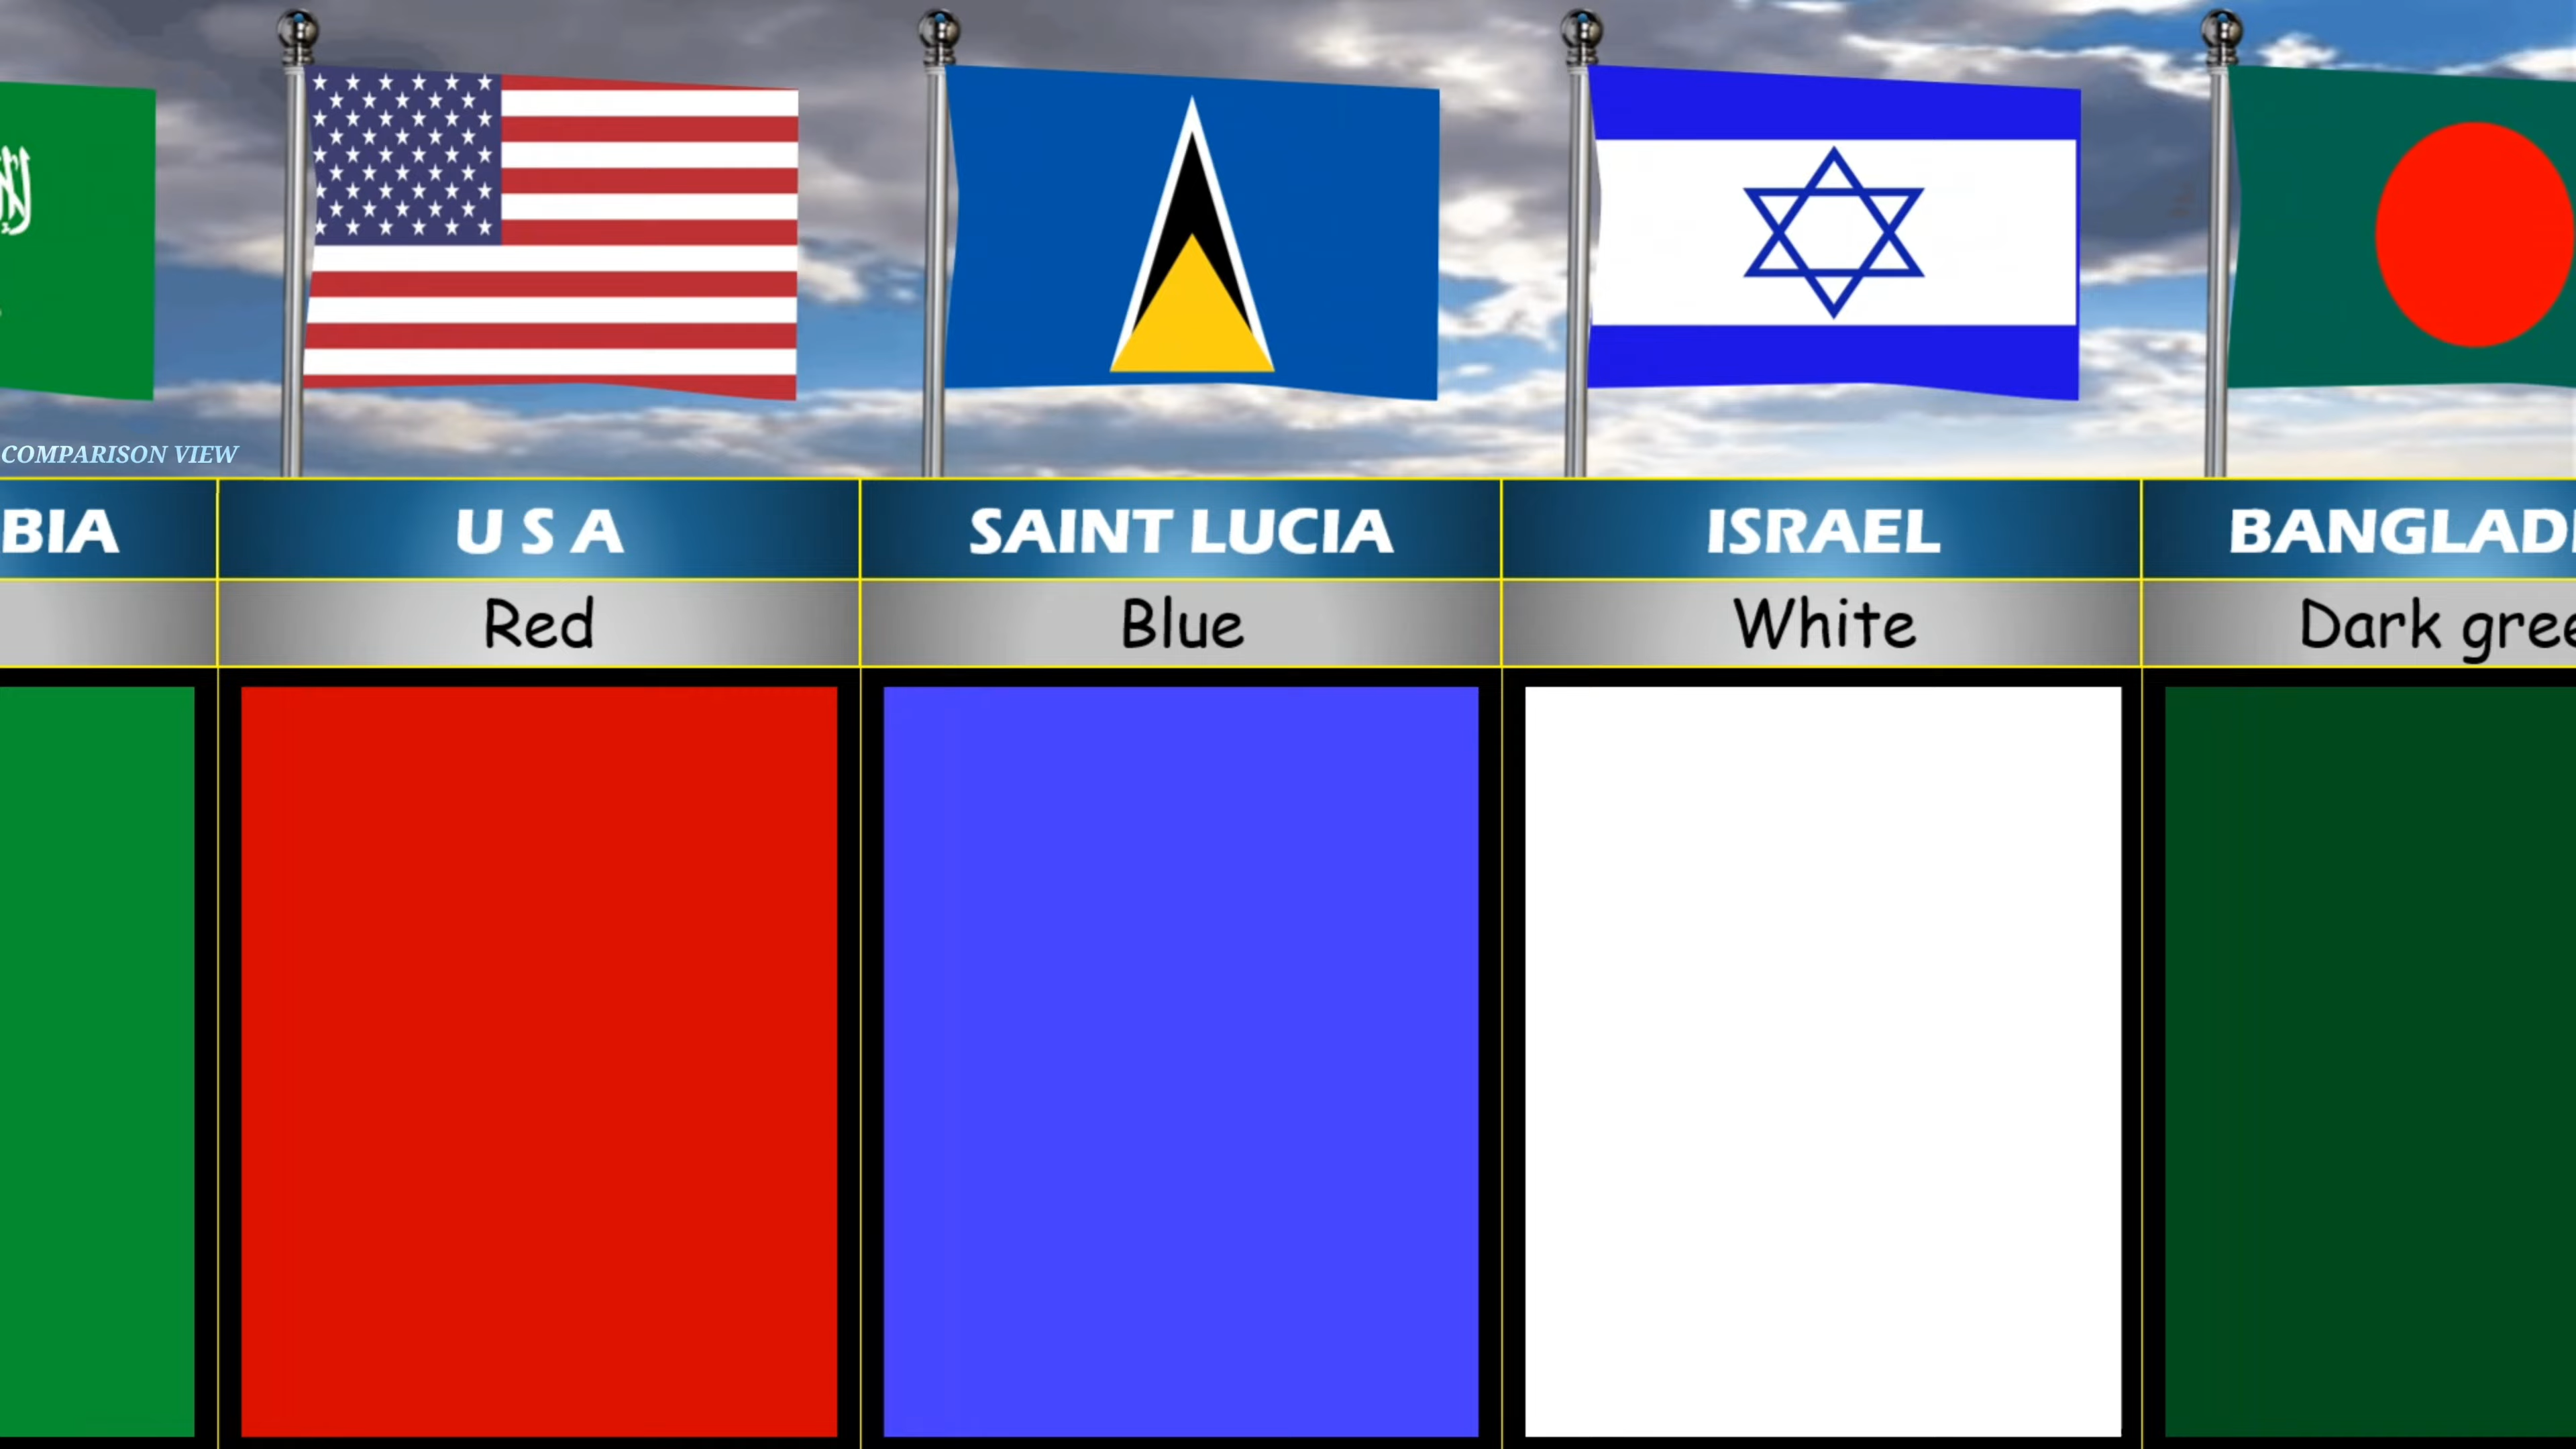 COMPARISON VIEW
BIA
U S A
SAINT LUCIA
ISRAEL
BANGLAD
Red
Blue
White
Dark gree